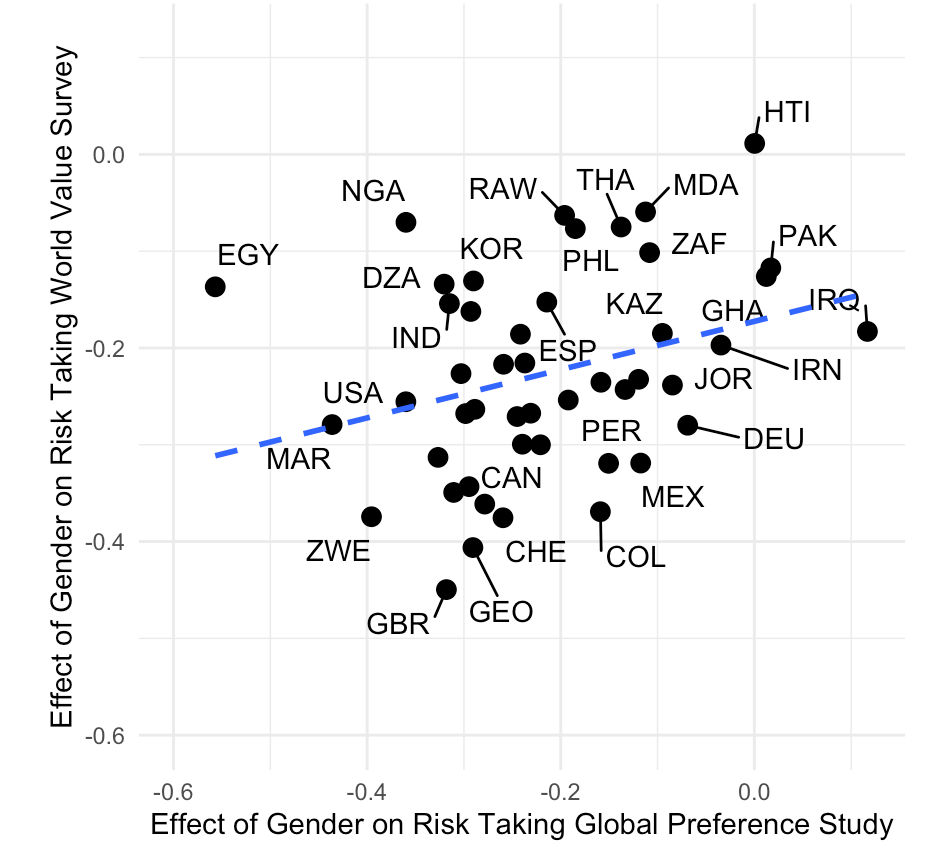 Effect of Gender on Risk Taking World Value Survey
0.0
-0.2
-0.4
-0.6
HTI
THA
MDA
RAW
NGA
PAK
ZAF
KOR
EGY
PHL
DZA
IRQ
KAZ
GHA
IND
ESP
IRN
JOR
USA
PER
DEU
MAR
CAN
MEX
ZWE
CHE
COL
GEO
GBR
-0.6
-0.4
-0.2
0.0
Effect of Gender on Risk Taking Global Preference Study